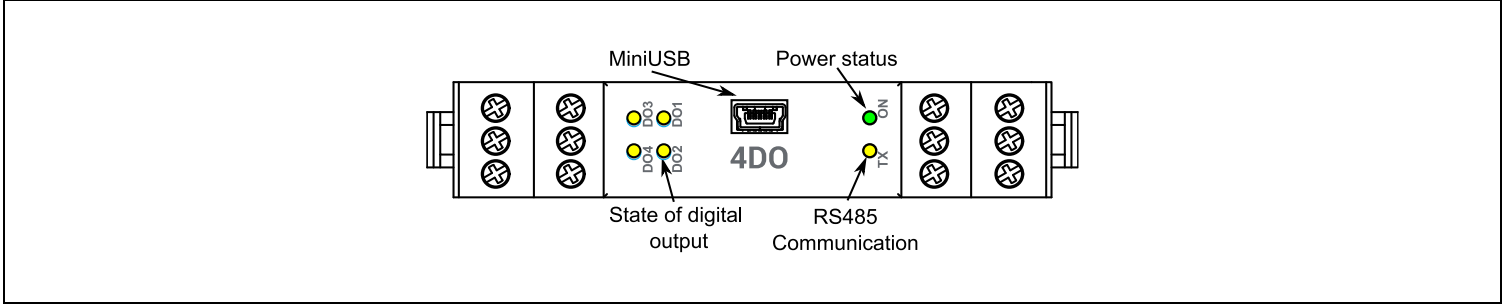 MiniUSB
Power status
DO3
DO1
ON
DO4
DO2
4DO
TX
State of digital
output
RS485
Communication